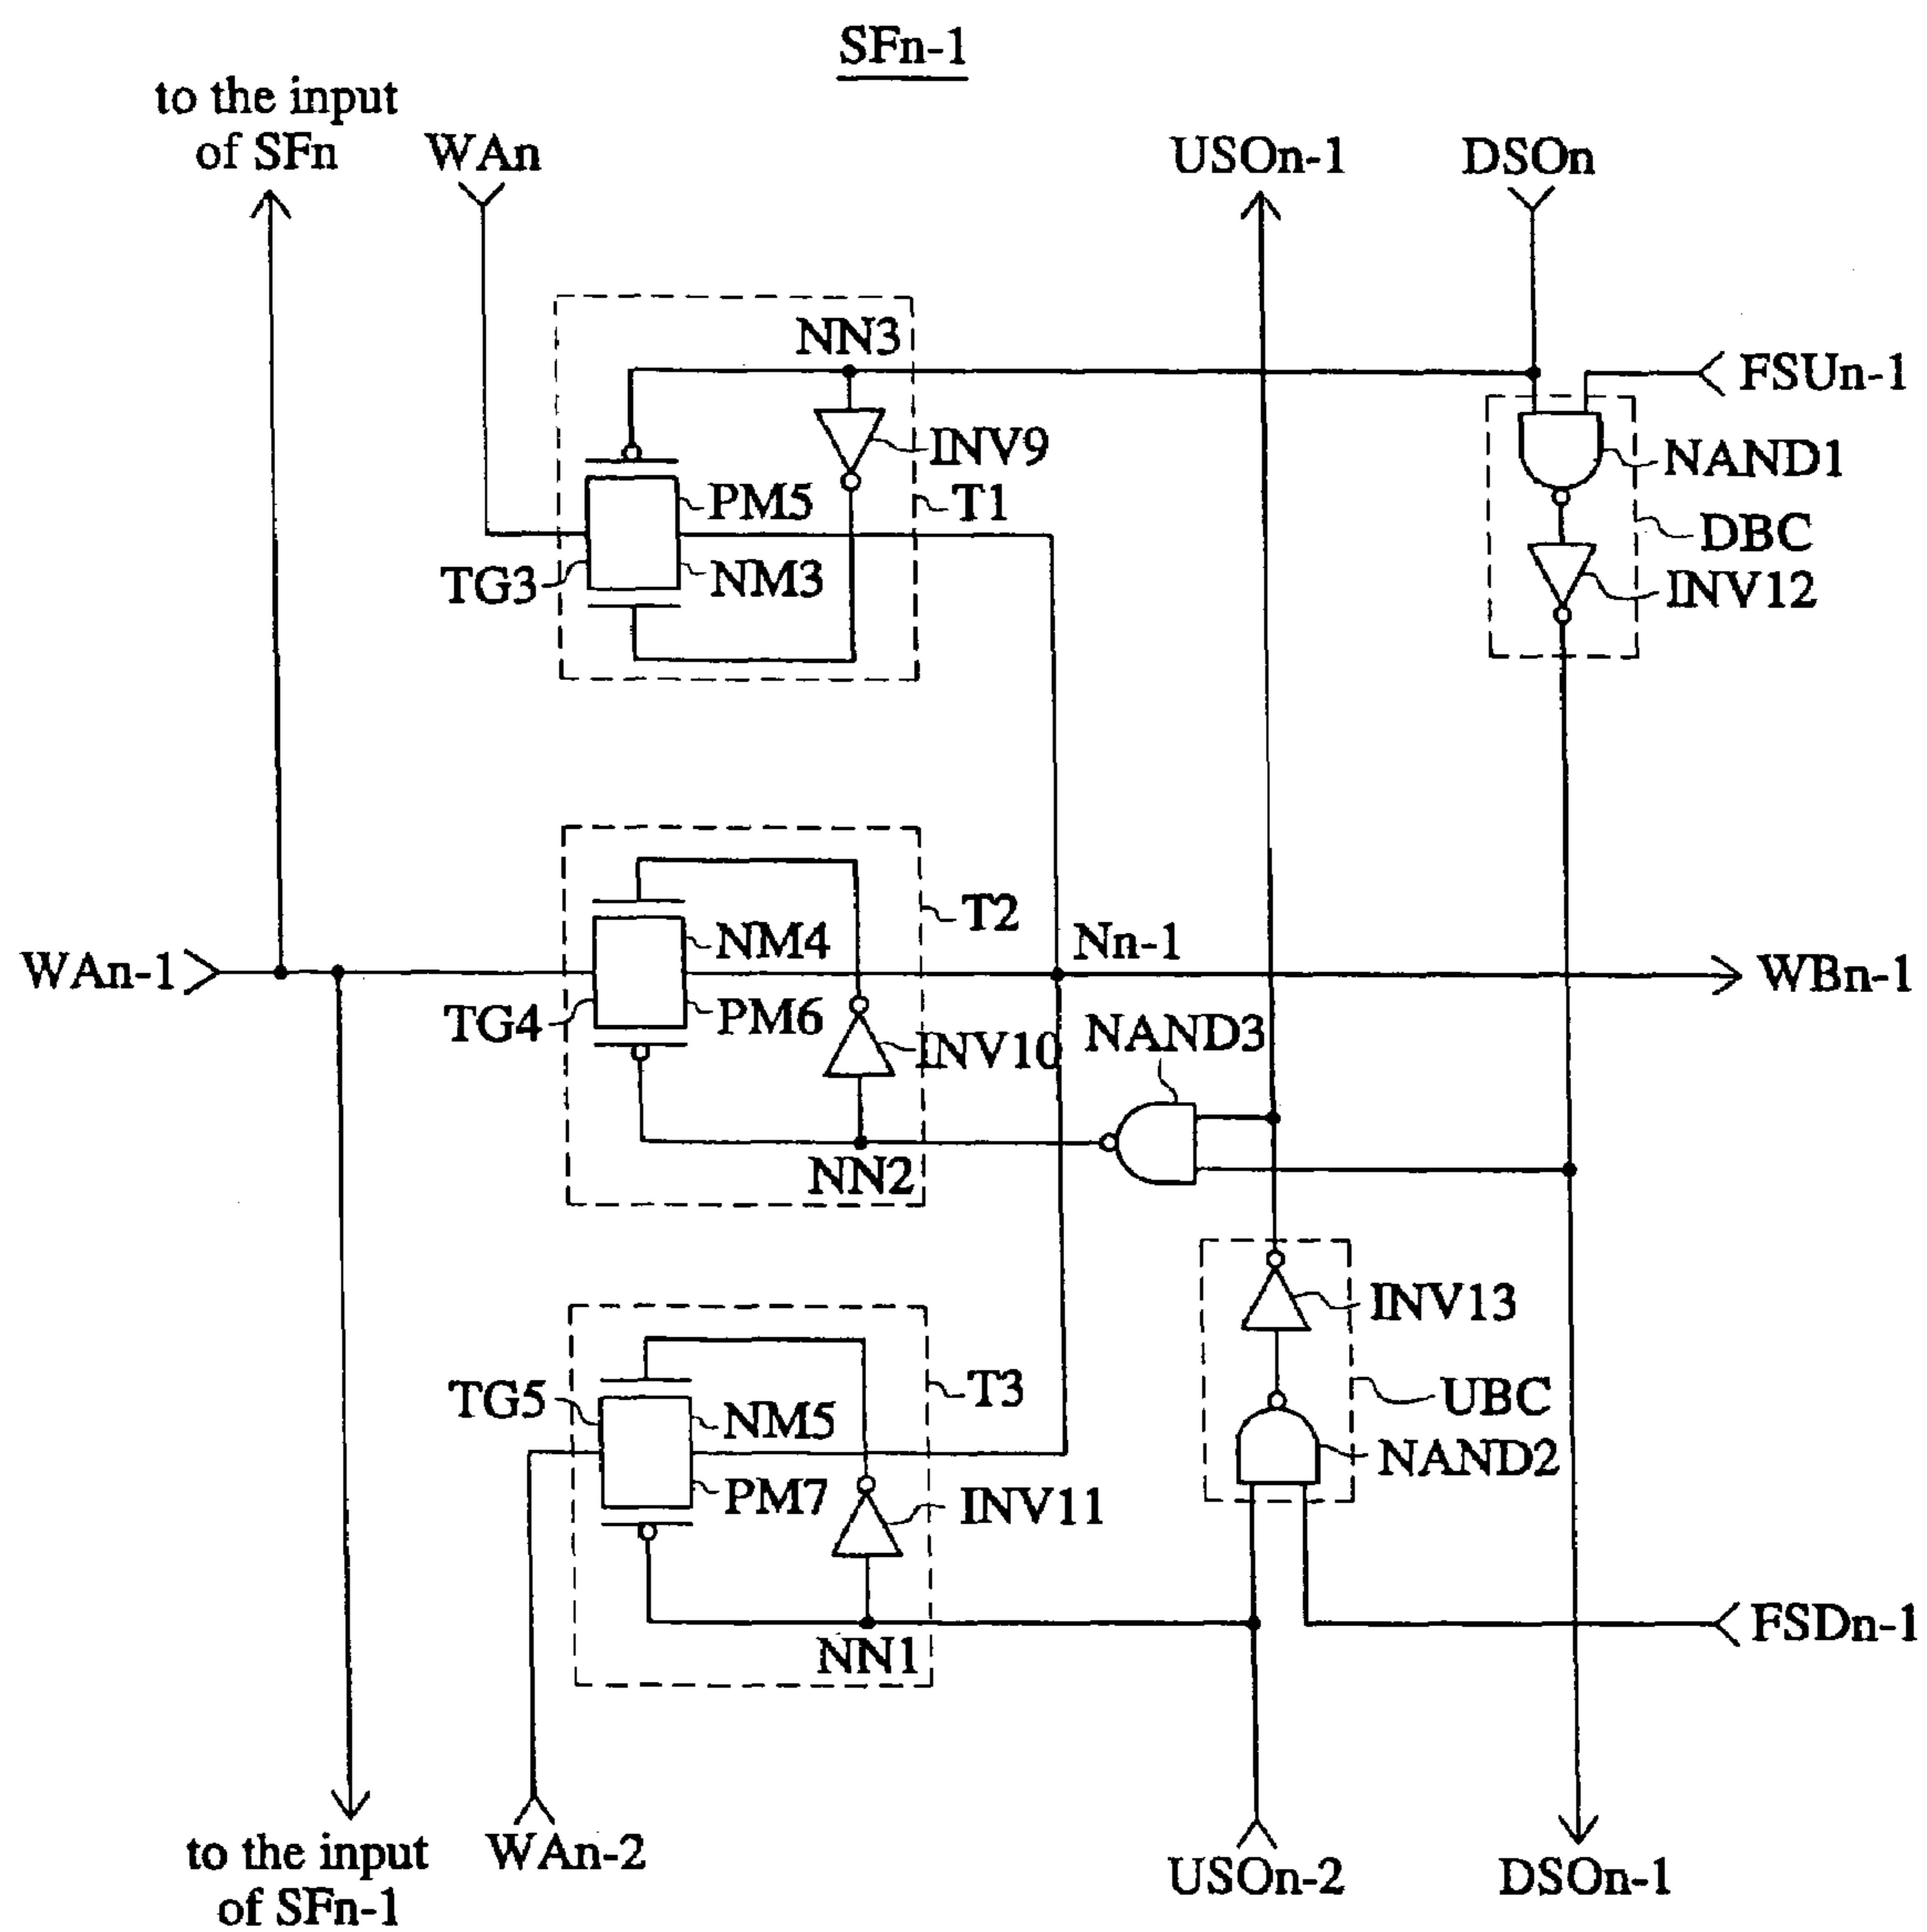 SFn-1
to the input
of SFn
WAn
USOn-1
DSOn
NN3
FSUn-1
INV9
NAND1
PM5
T1
DBC
TG3
NM3
INV12
T2
NM4
Nn-1
WAn-1
WBn-1
TG4
PM6
INV10
NAND3
NN2
INV13
TG5
T3
NM5
UBC
NAND2
PM7
INV11
FSDn-1
NN1
to the input
of SFn-1
WAn-2
USOn-2
DSOn-1